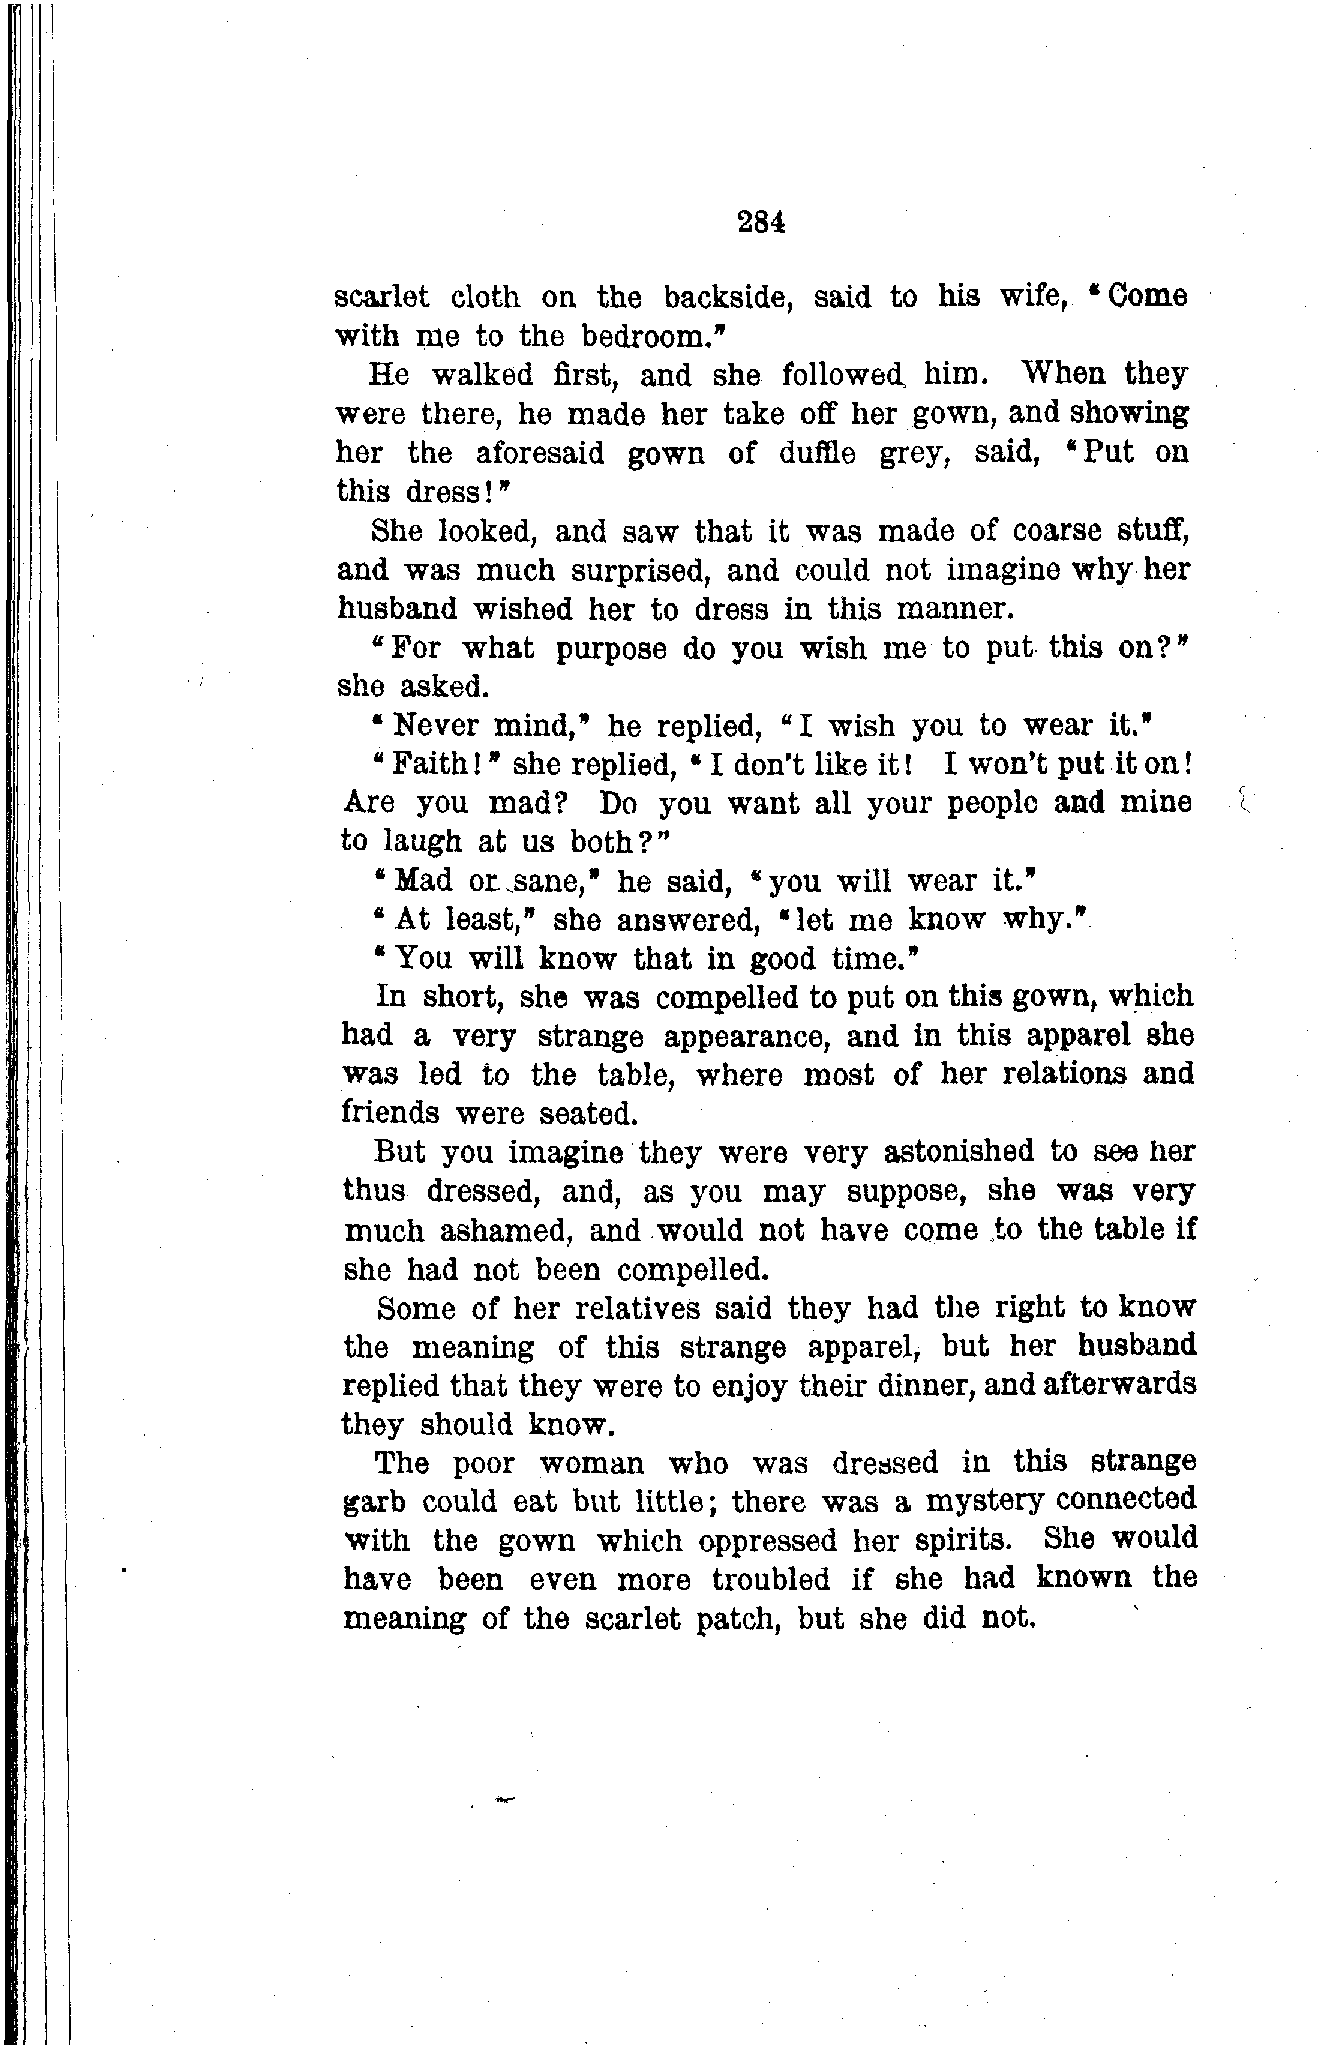 284
scarlet cloth on the backside, said to his wife, “Come
with me to the bedroom.”
He walked first, and she followed him. When they
were there, he made her take off her gown, and showing
her the aforesaid gown of duffle grey, said, “Put on
this dress!”
She looked, and saw that it was made of coarse stuff,
and was much surprised, and could not imagine why her
husband wished her to dress in this manner.
“For what purpose do you wish me to put this on?”
she asked.
“Never mind,” he replied, “I wish you to wear it.”
“Faith!” she replied, “I don't like it! I won't put it on!
Are you mad? Do you want all your people and mine
to laugh at us both?”
“Mad or sane,” he said, “you will wear it.”
“At least,” she answered, “let me know why.”
“You will know that in good time.”
In short, she was compelled to put on this gown, which
had a very strange appearance, and in this apparel she
was led to the table, where most of her relations and
friends were seated.
But you imagine they were very astonished to see her
thus dressed, and, as you may suppose, she was very
much ashamed, and would not have come to the table if
she had not been compelled.
Some of her relatives said they had the right to know
the meaning of this strange apparel, but her husband
replied that they were to enjoy their dinner, and afterwards
they should know.
The poor woman who was dressed in this strange
garb could eat but little; there was a mystery connected
with the gown which oppressed her spirits. She would
have been even more troubled if she had known the
meaning of the scarlet patch, but she did not.